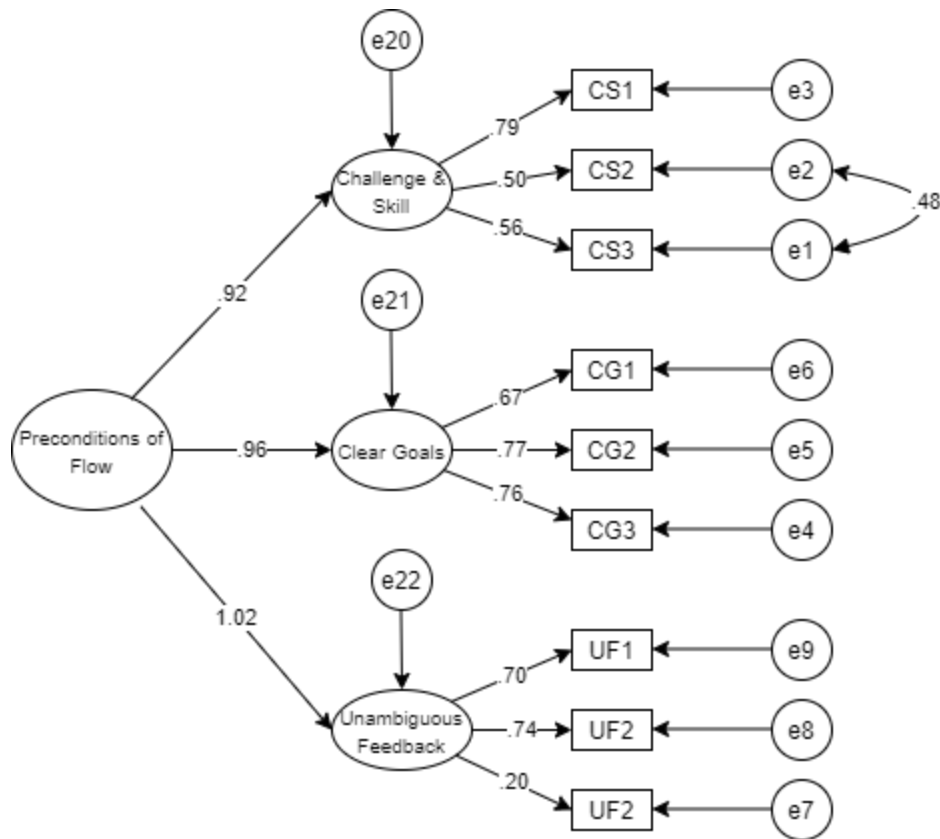 e20
CS1
e3
.79
Challenge &
Skill
.50
CS2
e2
.48
.56
CS3
e1
.92
e21
CG1
e6
.67
Preconditions of
Flow
.96
Clear Goals
.77
CG2
e5
.76
CG3
e4
e22
1.02
UF1
e9
.70
Unambiguous
Feedback
.74
UF2
e8
.20
UF2
e7